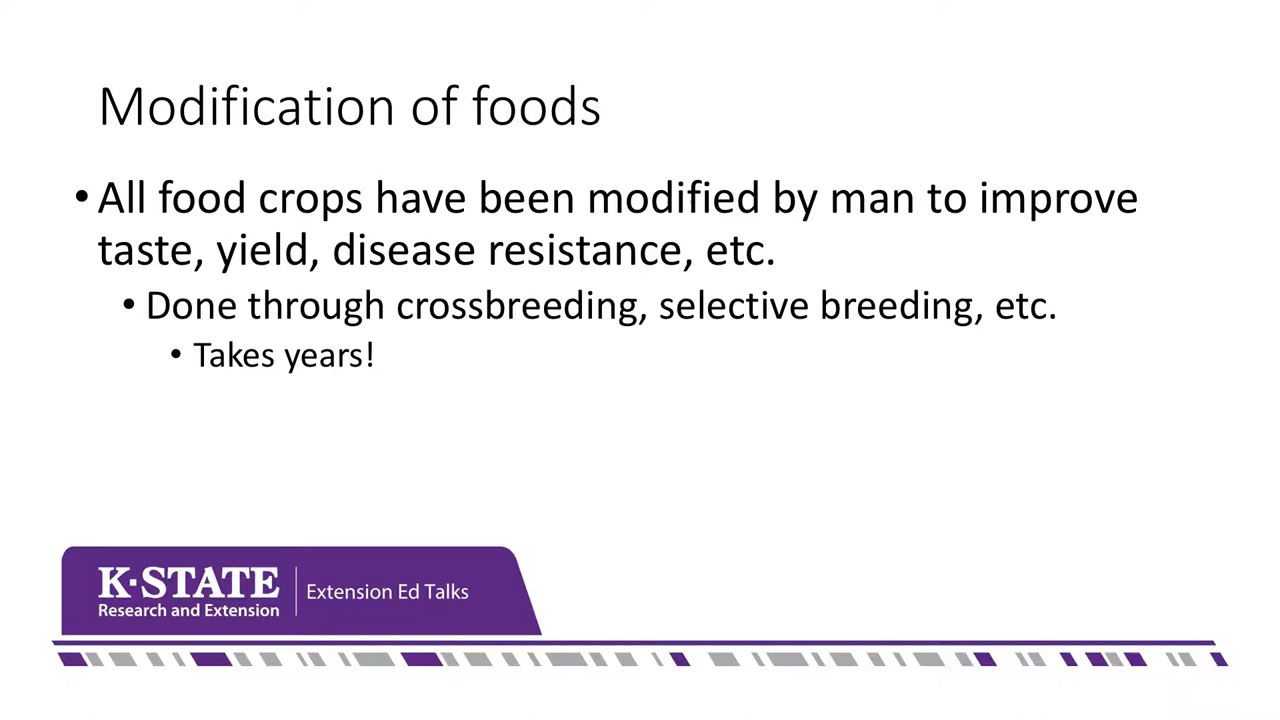 Modification of foods
• All food crops have been modified by man to improve
taste, yield, disease resistance, etc.
• Done through crossbreeding, selective breeding, etc.
• Takes years!
K·STATE
Research and Extension
Extension Ed Talks